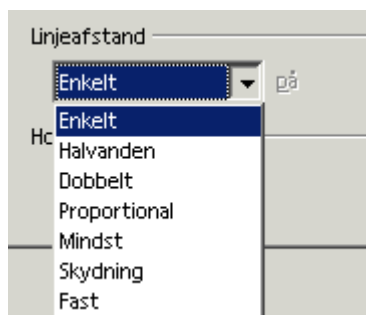 Linjeafstand
Enkelt på
Enkelt
Halvanden
Dobbelt
Proportional
Mindst
Skydning
Fast